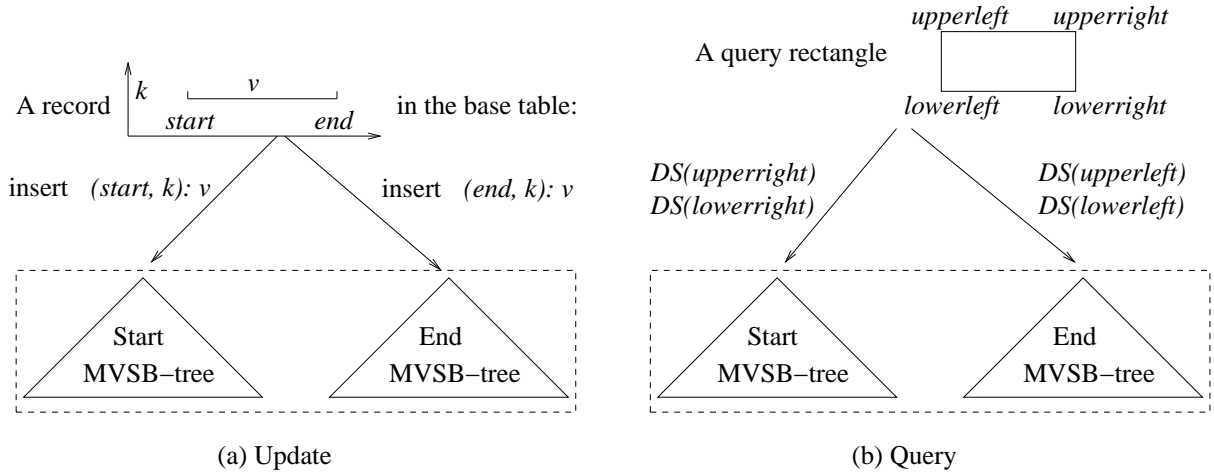 k
v
A record
start
end
in the base table:
insert (start, k): v
insert (end, k): v
Start
MVSB−tree
End
MVSB−tree
(a) Update
upperleft
upperright
A query rectangle
lowerleft
lowerright
DS(upperright)
DS(lowerright)
DS(upperleft)
DS(lowerleft)
Start
MVSB−tree
End
MVSB−tree
(b) Query